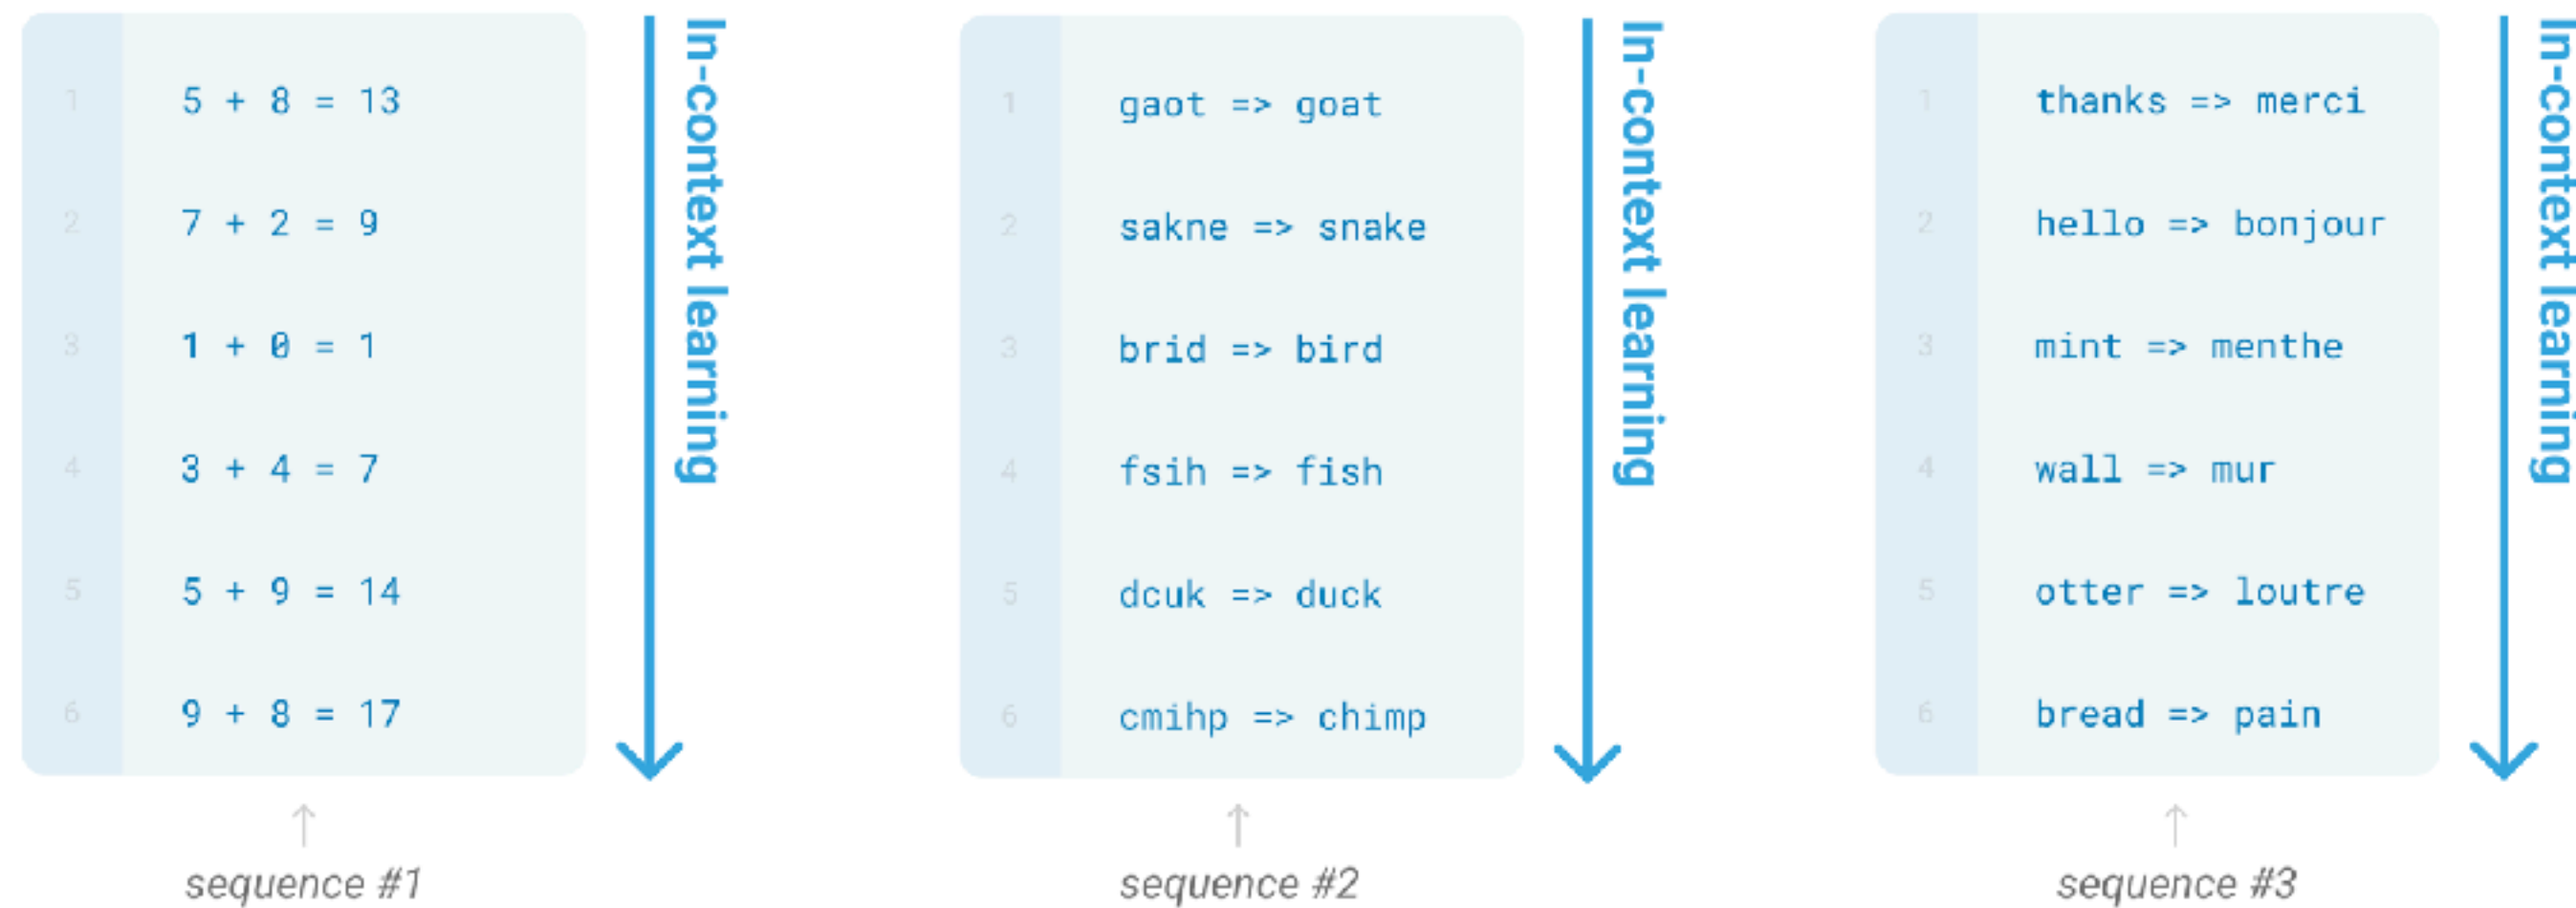 1 5 + 8 = 13
2 7 + 2 = 9
3 1 + 0 = 1
4 3 + 4 = 7
5 5 + 9 = 14
6 9 + 8 = 17
In-context learning
sequence #1
1 gaot => goat
2 sakne => snake
3 brid => bird
4 fsih => fish
5 dcuk => duck
6 cmihp => chimp
In-context learning
sequence #2
1 thanks => merci
2 hello => bonjour
3 mint => menthe
4 wall => mur
5 otter => loutre
6 bread => pain
In-context learning
sequence #3